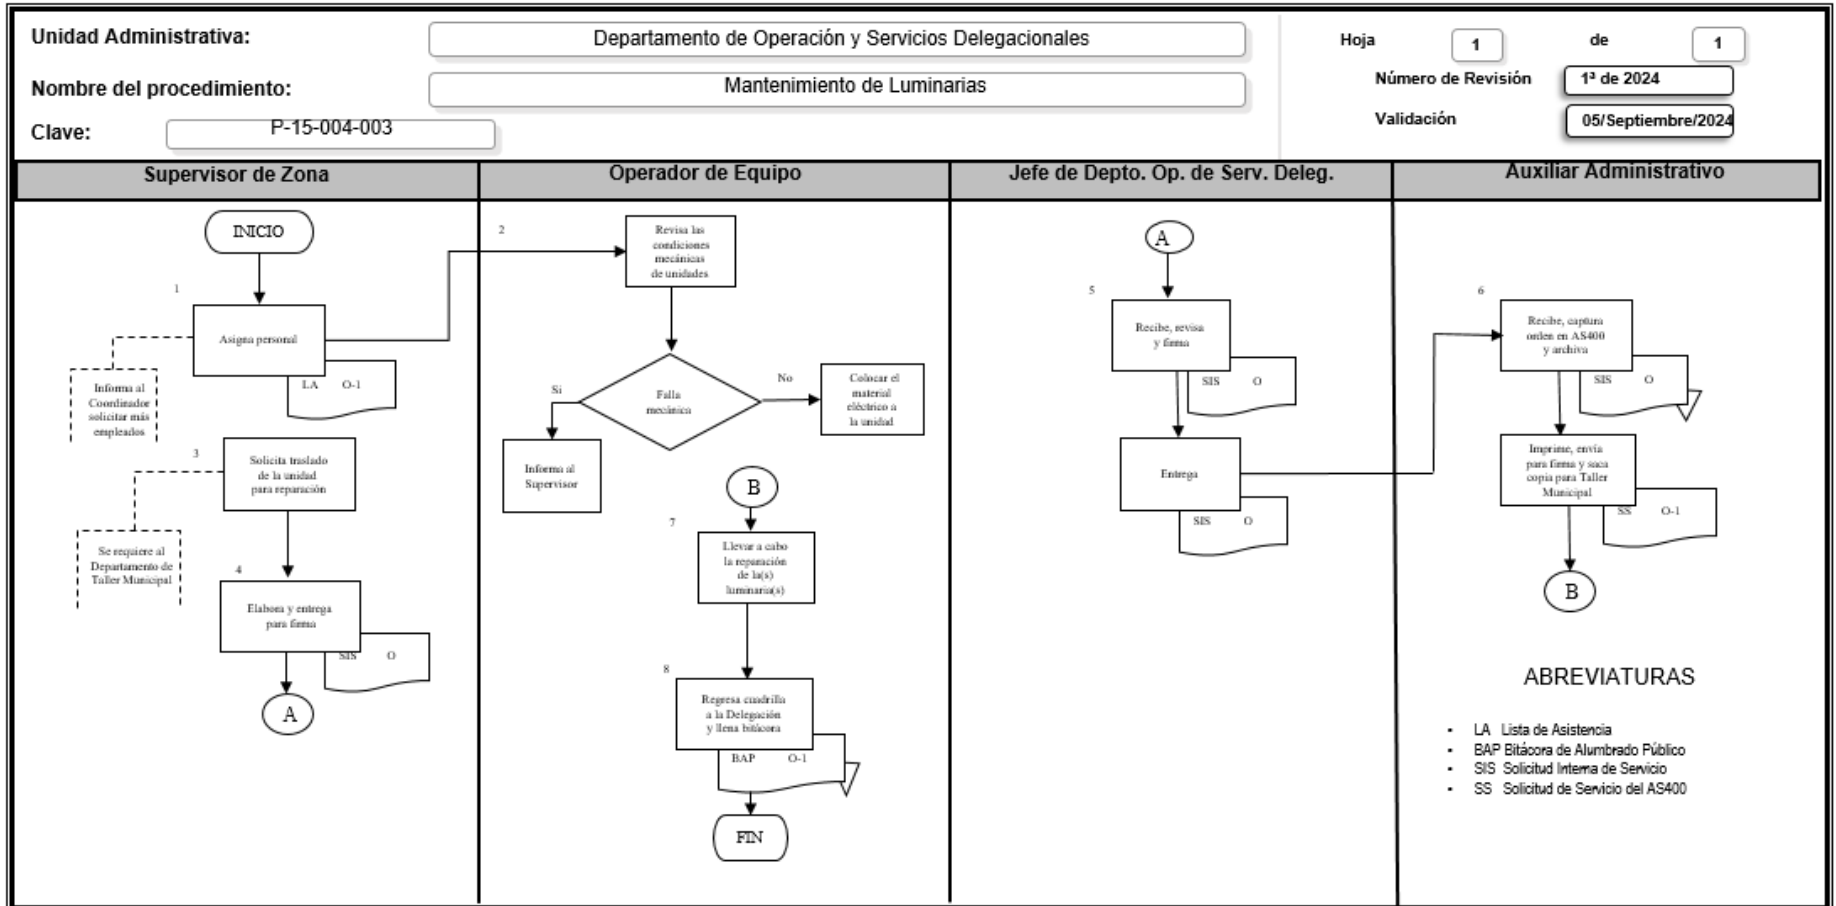 Unidad Administrativa:
Departamento de Operación y Servicios Delegacionales
Hoja
1
de
1
Nombre del procedimiento:
Mantenimiento de Luminarias
Número de Revisión
1ª de 2024
Clave:
P-15-004-003
Validación
05/Septiembre/2024
Supervisor de Zona
Operador de Equipo
Jefe de Depto. Op. de Serv. Deleg.
Auxiliar Administrativo
INICIO
1
Asigna personal
LA O-1
Informa al
Coordinador
solicitar más
empleados
3
Solicita traslado
de la unidad
para reparación
Se requiere al
Departamento de
Taller Municipal
4
Elabora y entrega
para firma
SIS O
A
2
Revisa las
condiciones
mecánicas
de unidades
Falla
mecánica
Si
No
Colocar el
material
eléctrico a
la unidad
Informa al
Supervisor
B
7
Llevar a cabo
la reparación
de la(s)
luminaria(s)
8
Regresa cuadrilla
a la Delegación
y llena bitácora
BAP O-1
FIN
A
5
Recibe, revisa
y firma
SIS O
Entrega
SIS O
6
Recibe, captura
orden en AS400
y archiva
SIS O
Imprime, envía
para firma y saca
copia para Taller
Municipal
SS O-1
B
ABREVIATURAS
▪ LA Lista de Asistencia
▪ BAP Bitácora de Alumbrado Público
▪ SIS Solicitud Interna de Servicio
▪ SS Solicitud de Servicio del AS400